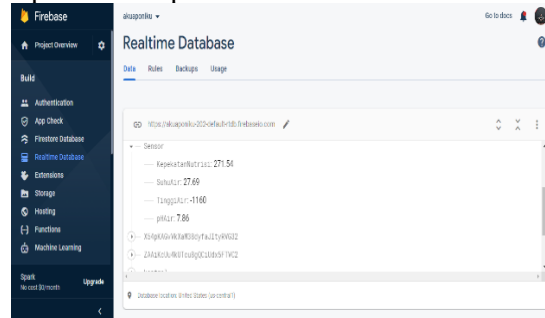 Firebase
akuaponiku
Go to docs
Project Overview
Realtime Database
Data Rules Backups Usage
Build
Authentication
App Check
Firestore Database
Realtime Database
Extensions
Storage
Hosting
Functions
Machine Learning
Spark
No cost $0/month
Upgrade
Sensor
KepekatanNutrisi: 271.54
SuhuAir: 27.69
TinggiAir: -1160
pHAir: 7.86
Database location: United States (us-central1)